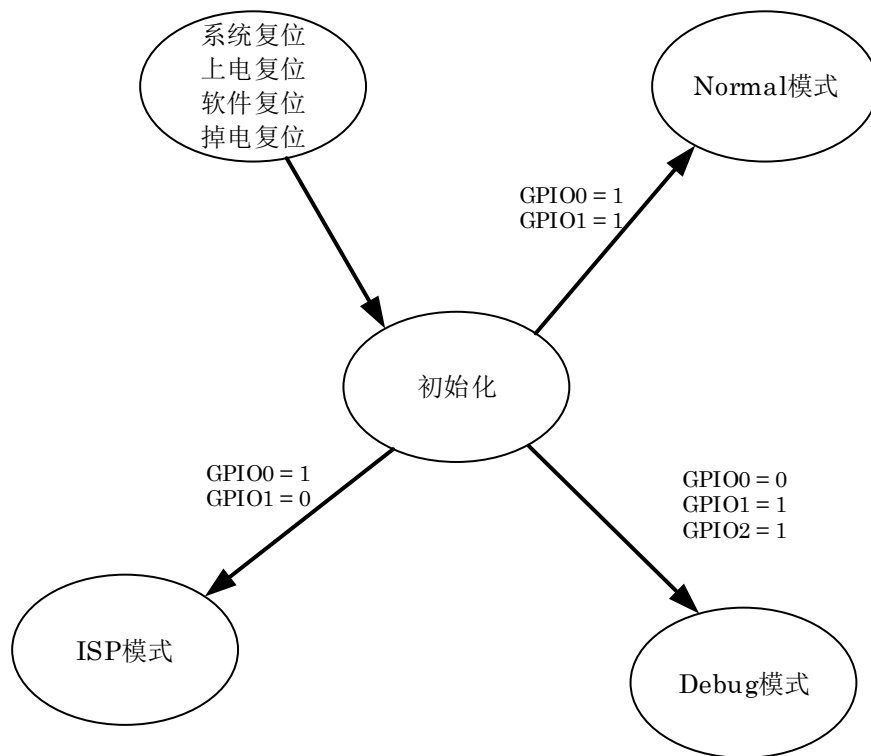 系统复位
上电复位
软件复位
掉电复位
Normal模式
GPIO0 = 1
GPIO1 = 1
初始化
GPIO0 = 1
GPIO1 = 0
GPIO0 = 0
GPIO1 = 1
GPIO2 = 1
ISP模式
Debug模式